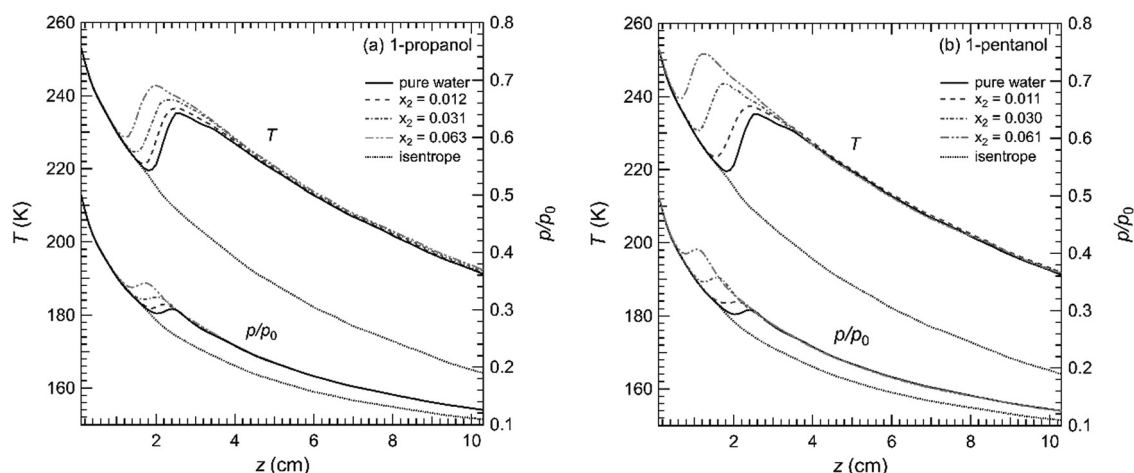 260
240
220
200
180
160
T (K)
0.8
0.7
0.6
0.5
0.4
0.3
0.2
0.1
p/p0
(a) 1-propanol
pure water
x2 = 0.012
x2 = 0.031
x2 = 0.063
isentrope
T
p/p0
2
4
6
8
10
z (cm)
260
240
220
200
180
160
T (K)
0.8
0.7
0.6
0.5
0.4
0.3
0.2
0.1
p/p0
(b) 1-pentanol
pure water
x2 = 0.011
x2 = 0.030
x2 = 0.061
isentrope
T
p/p0
2
4
6
8
10
z (cm)